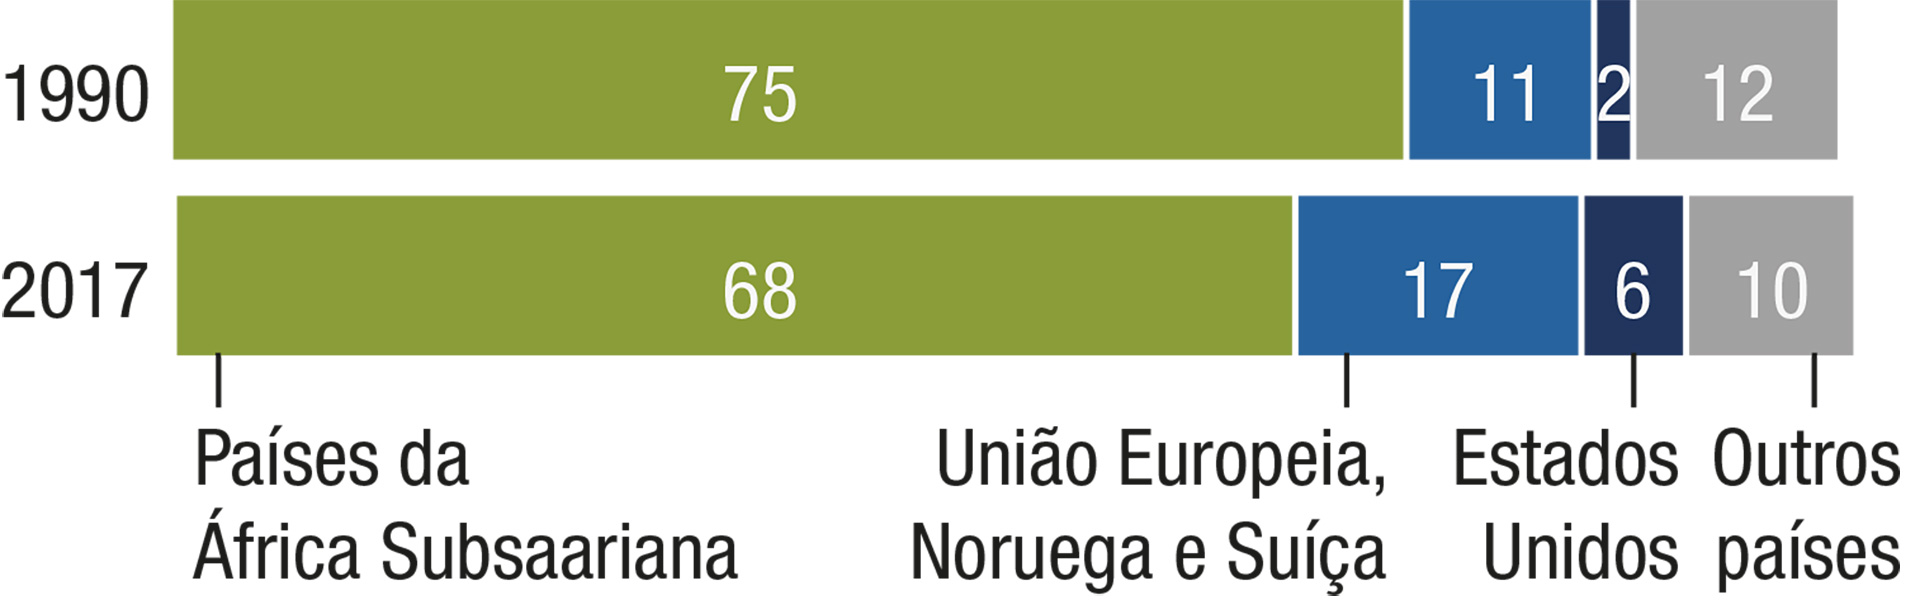 1990 75 11 2 12
2017 68 17 6 10
Países da
África Subsaariana
União Europeia,
Noruega e Suíça
Estados
Unidos
Outros
países